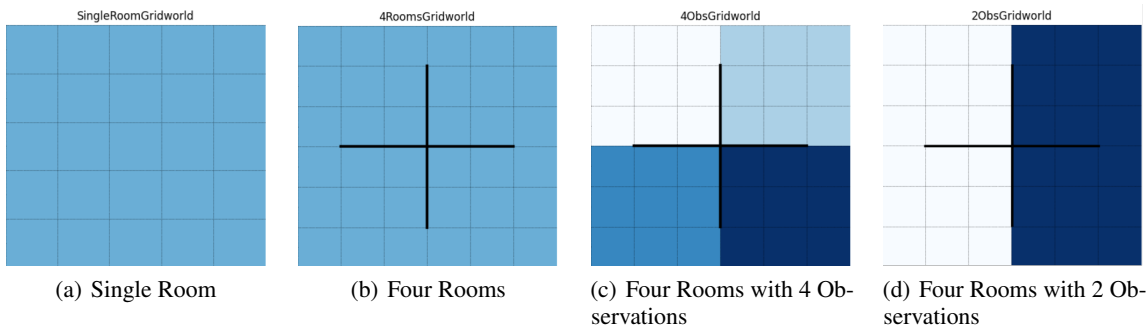 SingleRoomGridworld
4RoomsGridworld
4ObsGridworld
2ObsGridworld
(a) Single Room
(b) Four Rooms
(c) Four Rooms with 4 Ob-
servations
(d) Four Rooms with 2 Ob-
servations